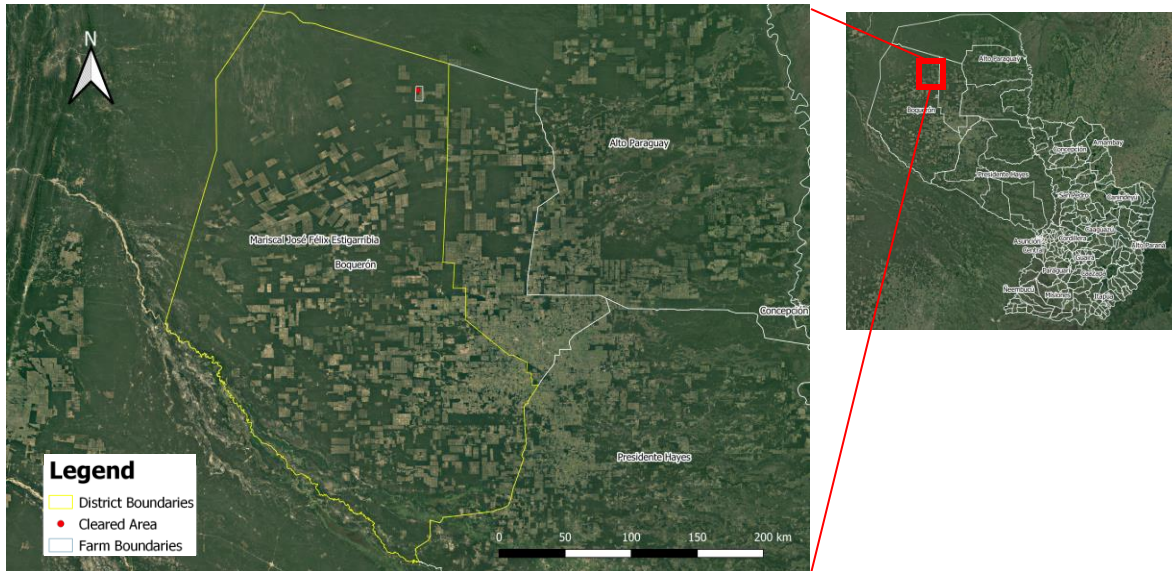 N
Alto Paraguay
Mariscal José Félix Estigarribia
Boquerón
Concepción
Presidente Hayes
Legend
District Boundaries
Cleared Area
Farm Boundaries
0 50 100 150 200 km
Alto Paraguay
Boquerón
Concepción
Amambay
Presidente Hayes
San Pedro
Canindeyú
Caaguazú
Asunción
Cordillera
Central
Alto Paraná
Guairá
Paraguarí
Caazapá
Ñeembucú
Misiones
Itapúa